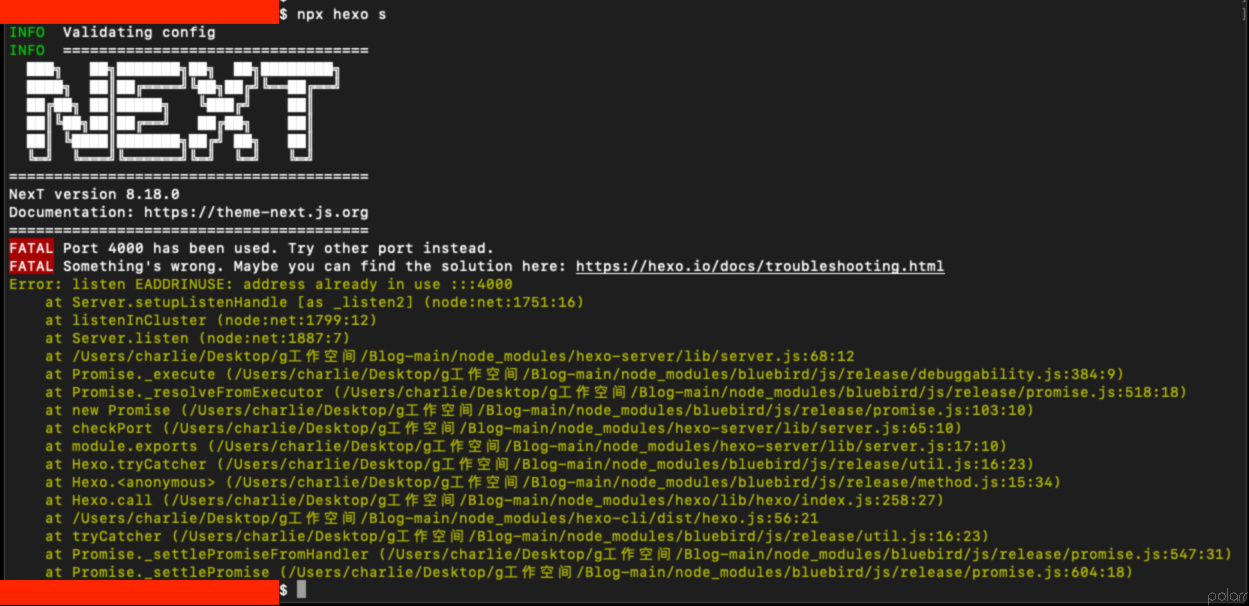 $ npx hexo s
INFO  Validating config
INFO  ==================================
NEXT
========================================
NexT version 8.18.0
Documentation: https://theme-next.js.org
========================================
FATAL Port 4000 has been used. Try other port instead.
FATAL Something's wrong. Maybe you can find the solution here: https://hexo.io/docs/troubleshooting.html
Error: listen EADDRINUSE: address already in use :::4000
    at Server.setupListenHandle [as _listen2] (node:net:1751:16)
    at listenInCluster (node:net:1799:12)
    at Server.listen (node:net:1887:7)
    at /Users/charlie/Desktop/g工作空间/Blog-main/node_modules/hexo-server/lib/server.js:68:12
    at Promise._execute (/Users/charlie/Desktop/g工作空间/Blog-main/node_modules/bluebird/js/release/debuggability.js:384:9)
    at Promise._resolveFromExecutor (/Users/charlie/Desktop/g工作空间/Blog-main/node_modules/bluebird/js/release/promise.js:518:18)
    at new Promise (/Users/charlie/Desktop/g工作空间/Blog-main/node_modules/bluebird/js/release/promise.js:103:10)
    at checkPort (/Users/charlie/Desktop/g工作空间/Blog-main/node_modules/hexo-server/lib/server.js:65:10)
    at module.exports (/Users/charlie/Desktop/g工作空间/Blog-main/node_modules/hexo-server/lib/server.js:17:10)
    at Hexo.tryCatcher (/Users/charlie/Desktop/g工作空间/Blog-main/node_modules/bluebird/js/release/util.js:16:23)
    at Hexo.<anonymous> (/Users/charlie/Desktop/g工作空间/Blog-main/node_modules/bluebird/js/release/method.js:15:34)
    at Hexo.call (/Users/charlie/Desktop/g工作空间/Blog-main/node_modules/hexo/lib/hexo/index.js:258:27)
    at /Users/charlie/Desktop/g工作空间/Blog-main/node_modules/hexo-cli/dist/hexo.js:56:21
    at tryCatcher (/Users/charlie/Desktop/g工作空间/Blog-main/node_modules/bluebird/js/release/util.js:16:23)
    at Promise._settlePromiseFromHandler (/Users/charlie/Desktop/g工作空间/Blog-main/node_modules/bluebird/js/release/promise.js:547:31)
    at Promise._settlePromise (/Users/charlie/Desktop/g工作空间/Blog-main/node_modules/bluebird/js/release/promise.js:604:18)
$
polarr